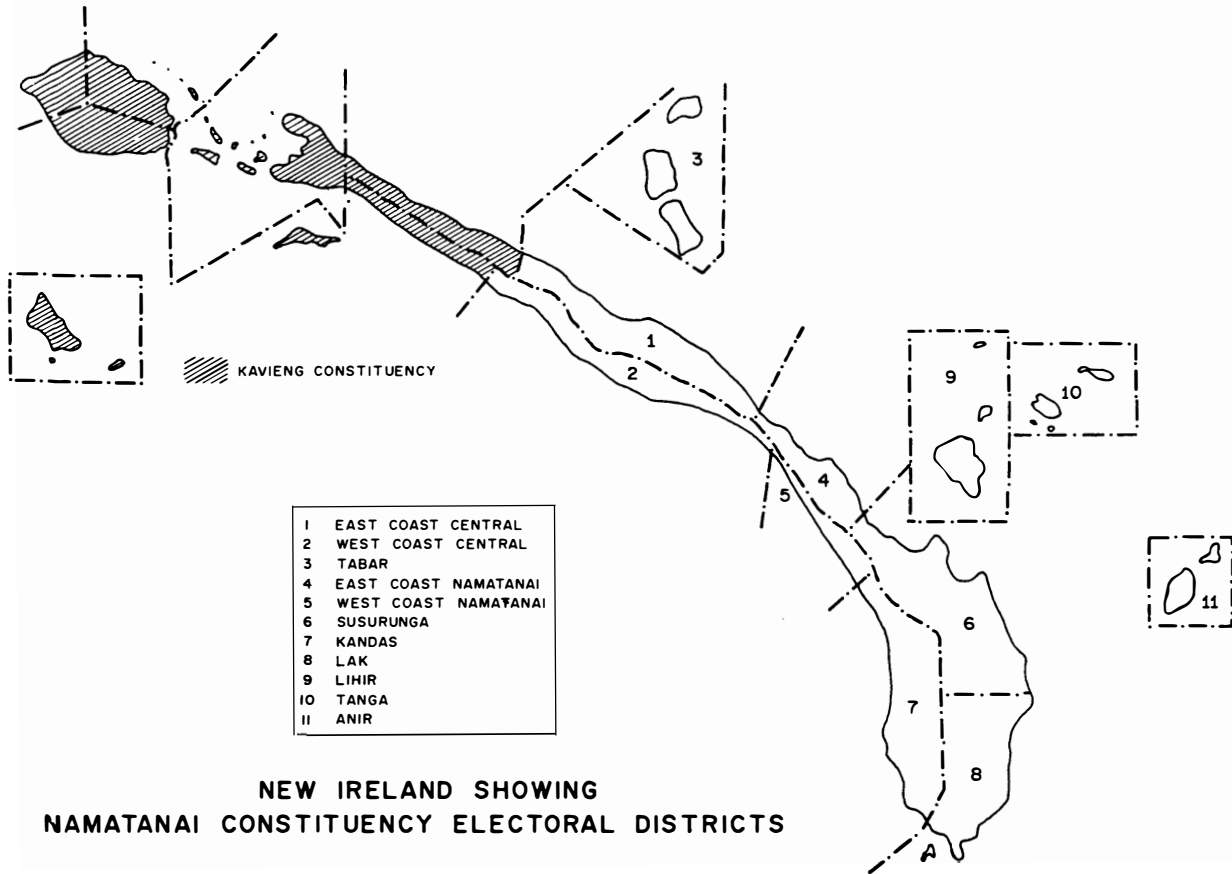 3
1
2
KAVIENG CONSTITUENCY
9
10
4
5
11
6
7
8
1 EAST COAST CENTRAL
2 WEST COAST CENTRAL
3 TABAR
4 EAST COAST NAMATANAI
5 WEST COAST NAMATANAI
6 SUSURUNGA
7 KANDAS
8 LAK
9 LIHIR
10 TANGA
11 ANIR
NEW IRELAND SHOWING
NAMATANAI CONSTITUENCY ELECTORAL DISTRICTS